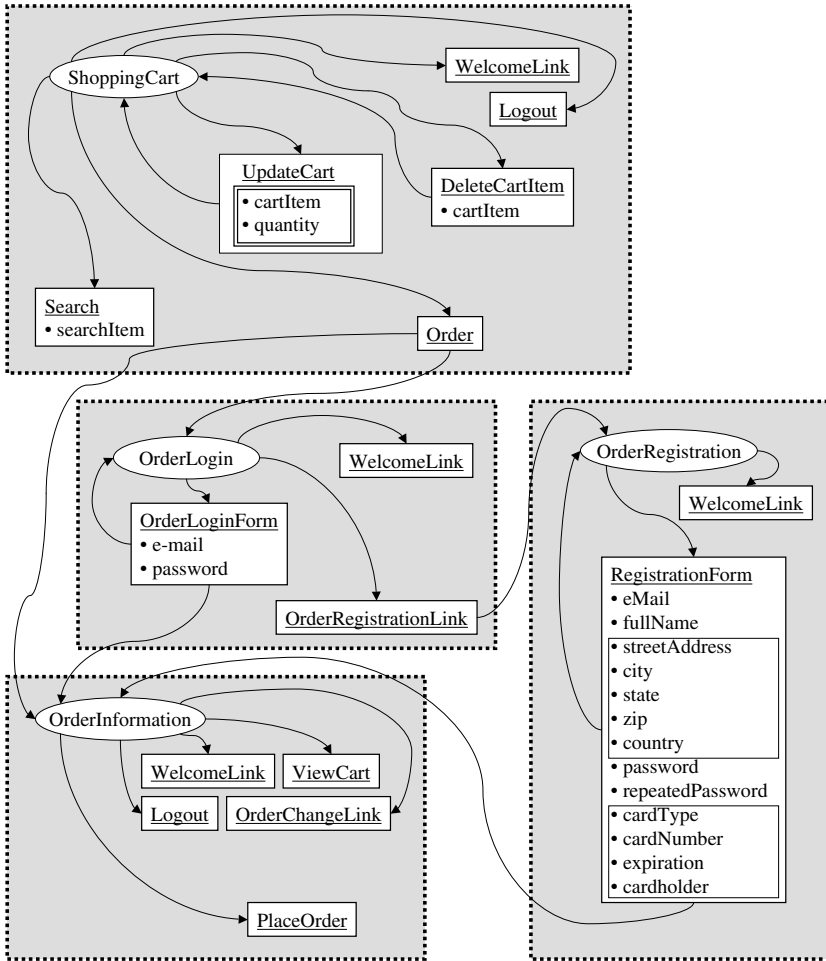 ShoppingCart
WelcomeLink
Logout
UpdateCart
• cartItem
• quantity
DeleteCartItem
• cartItem
Search
• searchItem
Order
OrderLogin
WelcomeLink
OrderLoginForm
• e-mail
• password
OrderRegistrationLink
OrderRegistration
WelcomeLink
RegistrationForm
• eMail
• fullName
• streetAddress
• city
• state
• zip
• country
• password
• repeatedPassword
• cardType
• cardNumber
• expiration
• cardholder
OrderInformation
WelcomeLink
ViewCart
Logout
OrderChangeLink
PlaceOrder